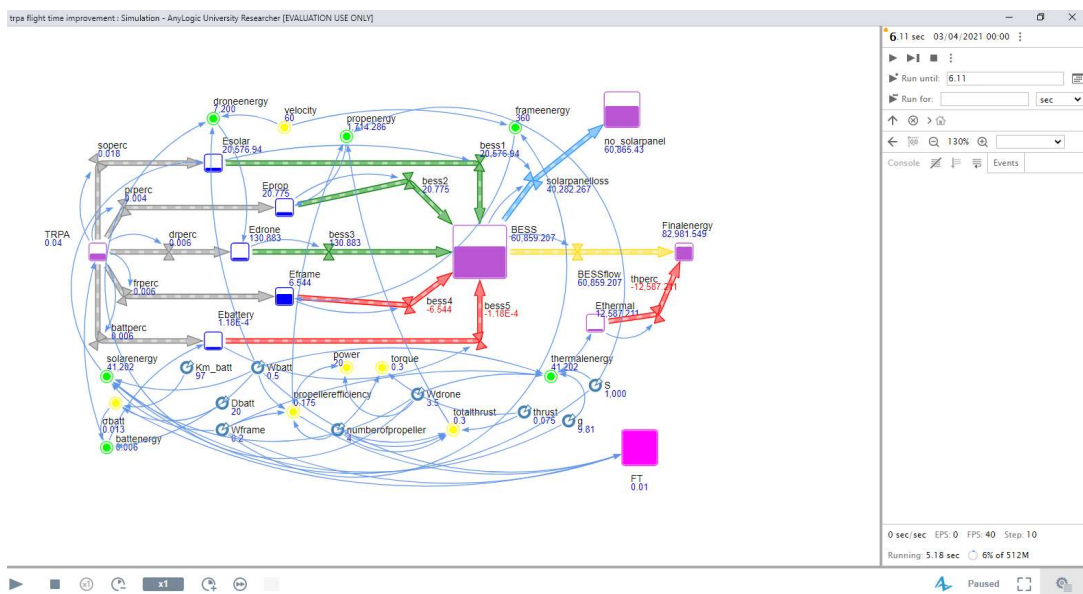 trpa flight time improvement : Simulation - AnyLogic University Researcher [EVALUATION USE ONLY]
6.11 sec 03/04/2021 00:00
Run until: 6.11
Run for: sec
130%
Console Events
droneenergy
7,200
velocity
60
propenergy
1,714.286
frameenergy
360
no_solarpanel
60,865.43
soperc
0.018
Esolar
20,576.94
bess1
20,576.94
prperc
0.004
Eprop
20.775
bess2
20.775
solarpanelloss
40,282.267
TRPA
0.04
drperc
0.006
Edrone
130.883
bess3
130.883
BESS
60,859.207
Finalenergy
82,981.549
frperc
0.006
Eframe
6.544
bess4
-6.544
bess5
-1.18E-4
BESSflow
60,859.207
thperc
-12,587.211
Ethermal
12,587.211
battperc
0.006
Ebattery
1.18E-4
solarenergy
41.202
Km_batt
97
Wbatt
0.5
power
20
torque
0.3
thermalenergy
41.202
S
1,000
propellerefficiency
0.175
Wdrone
3.5
σbatt
0.013
Dbatt
20
totalthrust
0.3
thrust
0.075
g
9.81
battenergy
0.006
Wframe
0.2
numberofpropeller
4
FT
0.01
0 sec/sec EPS: 0 FPS: 40 Step: 10
Running: 5.18 sec 6% of 512M
x1 x1 Paused